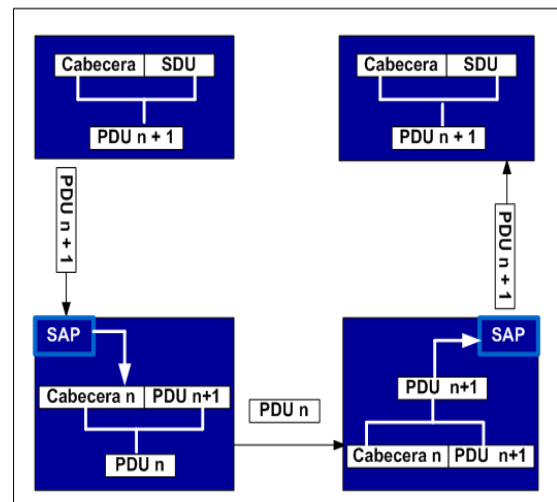 Cabecera SDU
PDU n + 1
Cabecera SDU
PDU n + 1
PDU n + 1
PDU n + 1
SAP
Cabecera n PDU n+1
PDU n
PDU n
SAP
PDU n+1
Cabecera n PDU n+1